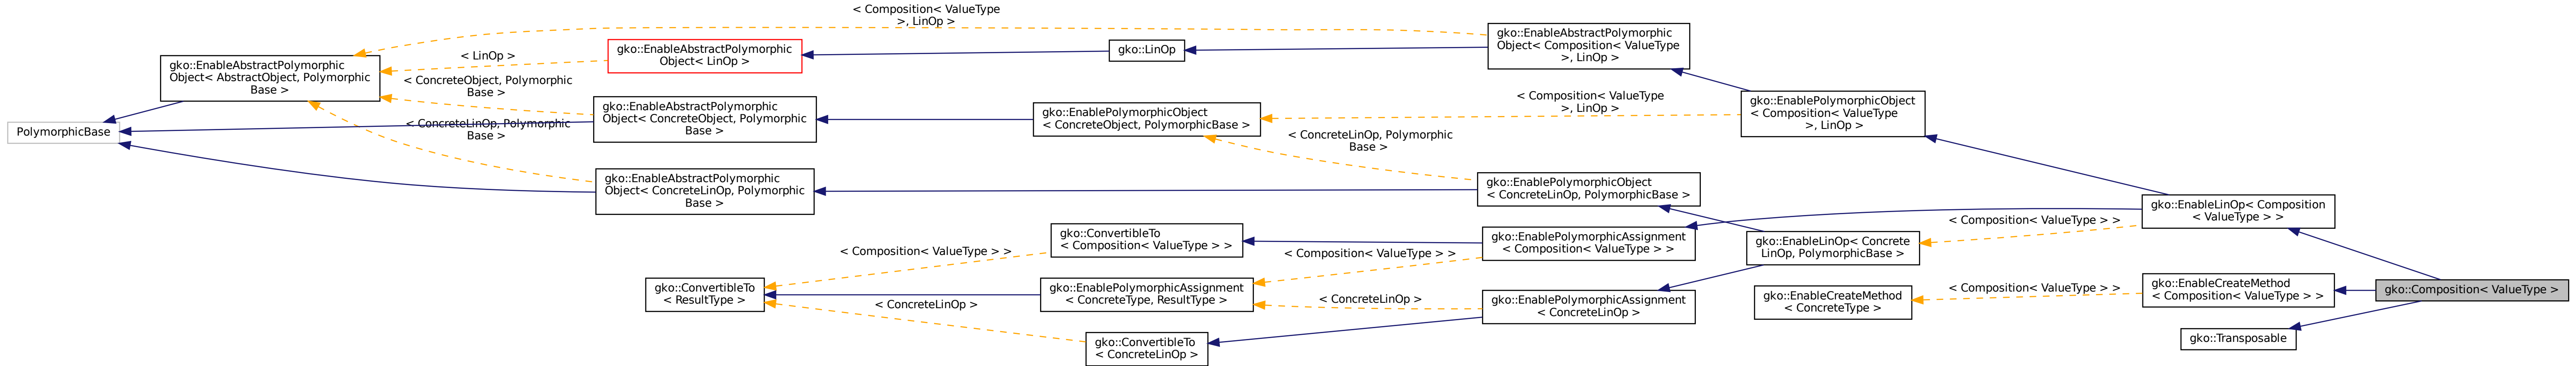 < Composition< ValueType
>, LinOp >
gko::EnableAbstractPolymorphic
Object< Composition< ValueType
>, LinOp >
gko::EnableAbstractPolymorphic
Object< LinOp >
gko::LinOp
< LinOp >
gko::EnableAbstractPolymorphic
Object< AbstractObject, Polymorphic
Base >
< ConcreteObject, Polymorphic
Base >
< Composition< ValueType
>, LinOp >
gko::EnablePolymorphicObject
< Composition< ValueType
>, LinOp >
gko::EnableAbstractPolymorphic
Object< ConcreteObject, Polymorphic
Base >
gko::EnablePolymorphicObject
< ConcreteObject, PolymorphicBase >
PolymorphicBase
< ConcreteLinOp, Polymorphic
Base >
< ConcreteLinOp, Polymorphic
Base >
gko::EnableAbstractPolymorphic
Object< ConcreteLinOp, Polymorphic
Base >
gko::EnablePolymorphicObject
< ConcreteLinOp, PolymorphicBase >
gko::EnableLinOp< Composition
< ValueType > >
< Composition< ValueType > >
gko::ConvertibleTo
< Composition< ValueType > >
gko::EnablePolymorphicAssignment
< Composition< ValueType > >
gko::EnableLinOp< Concrete
LinOp, PolymorphicBase >
< Composition< ValueType > >
< Composition< ValueType > >
gko::ConvertibleTo
< ResultType >
gko::EnablePolymorphicAssignment
< ConcreteType, ResultType >
< ConcreteLinOp >
< ConcreteLinOp >
gko::EnablePolymorphicAssignment
< ConcreteLinOp >
gko::EnableCreateMethod
< ConcreteType >
< Composition< ValueType > >
gko::EnableCreateMethod
< Composition< ValueType > >
gko::Composition< ValueType >
gko::ConvertibleTo
< ConcreteLinOp >
gko::Transposable